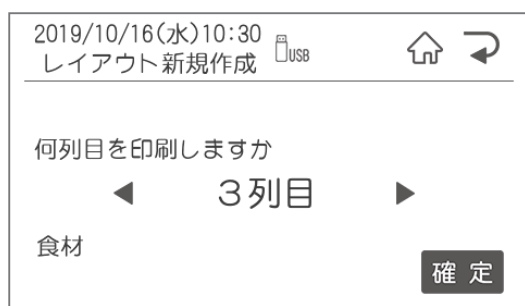 2019/10/16(水)10:30 USB
レイアウト新規作成
何列目を印刷しますか
◀ 3列目 ▶
食材
確定